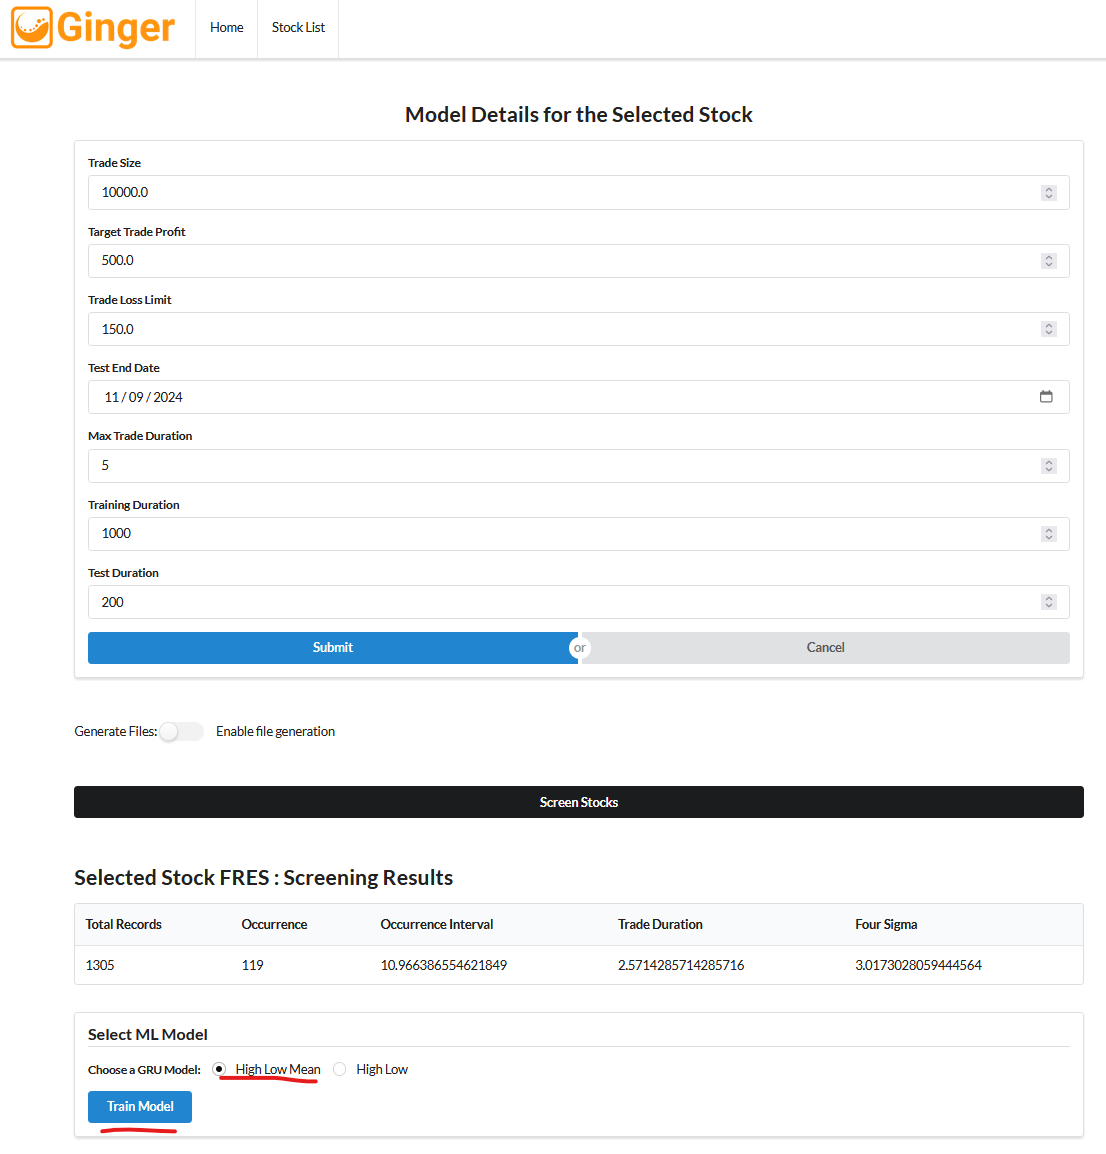 Ginger Home Stock List
Model Details for the Selected Stock
Trade Size
10000.0
Target Trade Profit
500.0
Trade Loss Limit
150.0
Test End Date
11 / 09 / 2024
Max Trade Duration
5
Training Duration
1000
Test Duration
200
Submit or Cancel
Generate Files: Enable file generation
Screen Stocks
Selected Stock FRES : Screening Results
Total Records Occurrence Occurrence Interval Trade Duration Four Sigma
1305 119 10.966386554621849 2.5714285714285716 3.0173028059444564
Select ML Model
Choose a GRU Model: High Low Mean High Low
Train Model